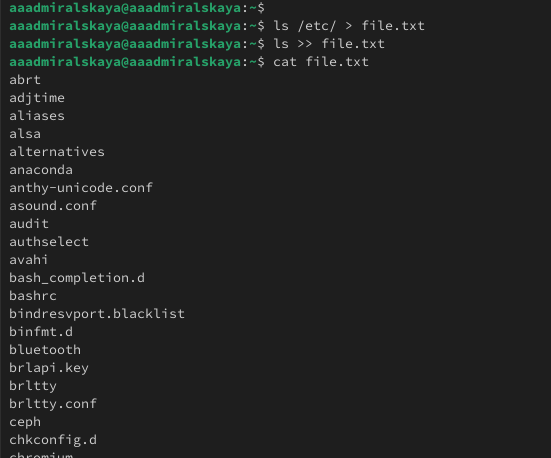 aaadmiralskaya@aaadmiralskaya:~$
aaadmiralskaya@aaadmiralskaya:~$ ls /etc/ > file.txt
aaadmiralskaya@aaadmiralskaya:~$ ls >> file.txt
aaadmiralskaya@aaadmiralskaya:~$ cat file.txt
abrt
adjtime
aliases
alsa
alternatives
anaconda
anthy-unicode.conf
asound.conf
audit
authselect
avahi
bash_completion.d
bashrc
bindresvport.blacklist
binfmt.d
bluetooth
brlapi.key
brltty
brltty.conf
ceph
chkconfig.d
chromium